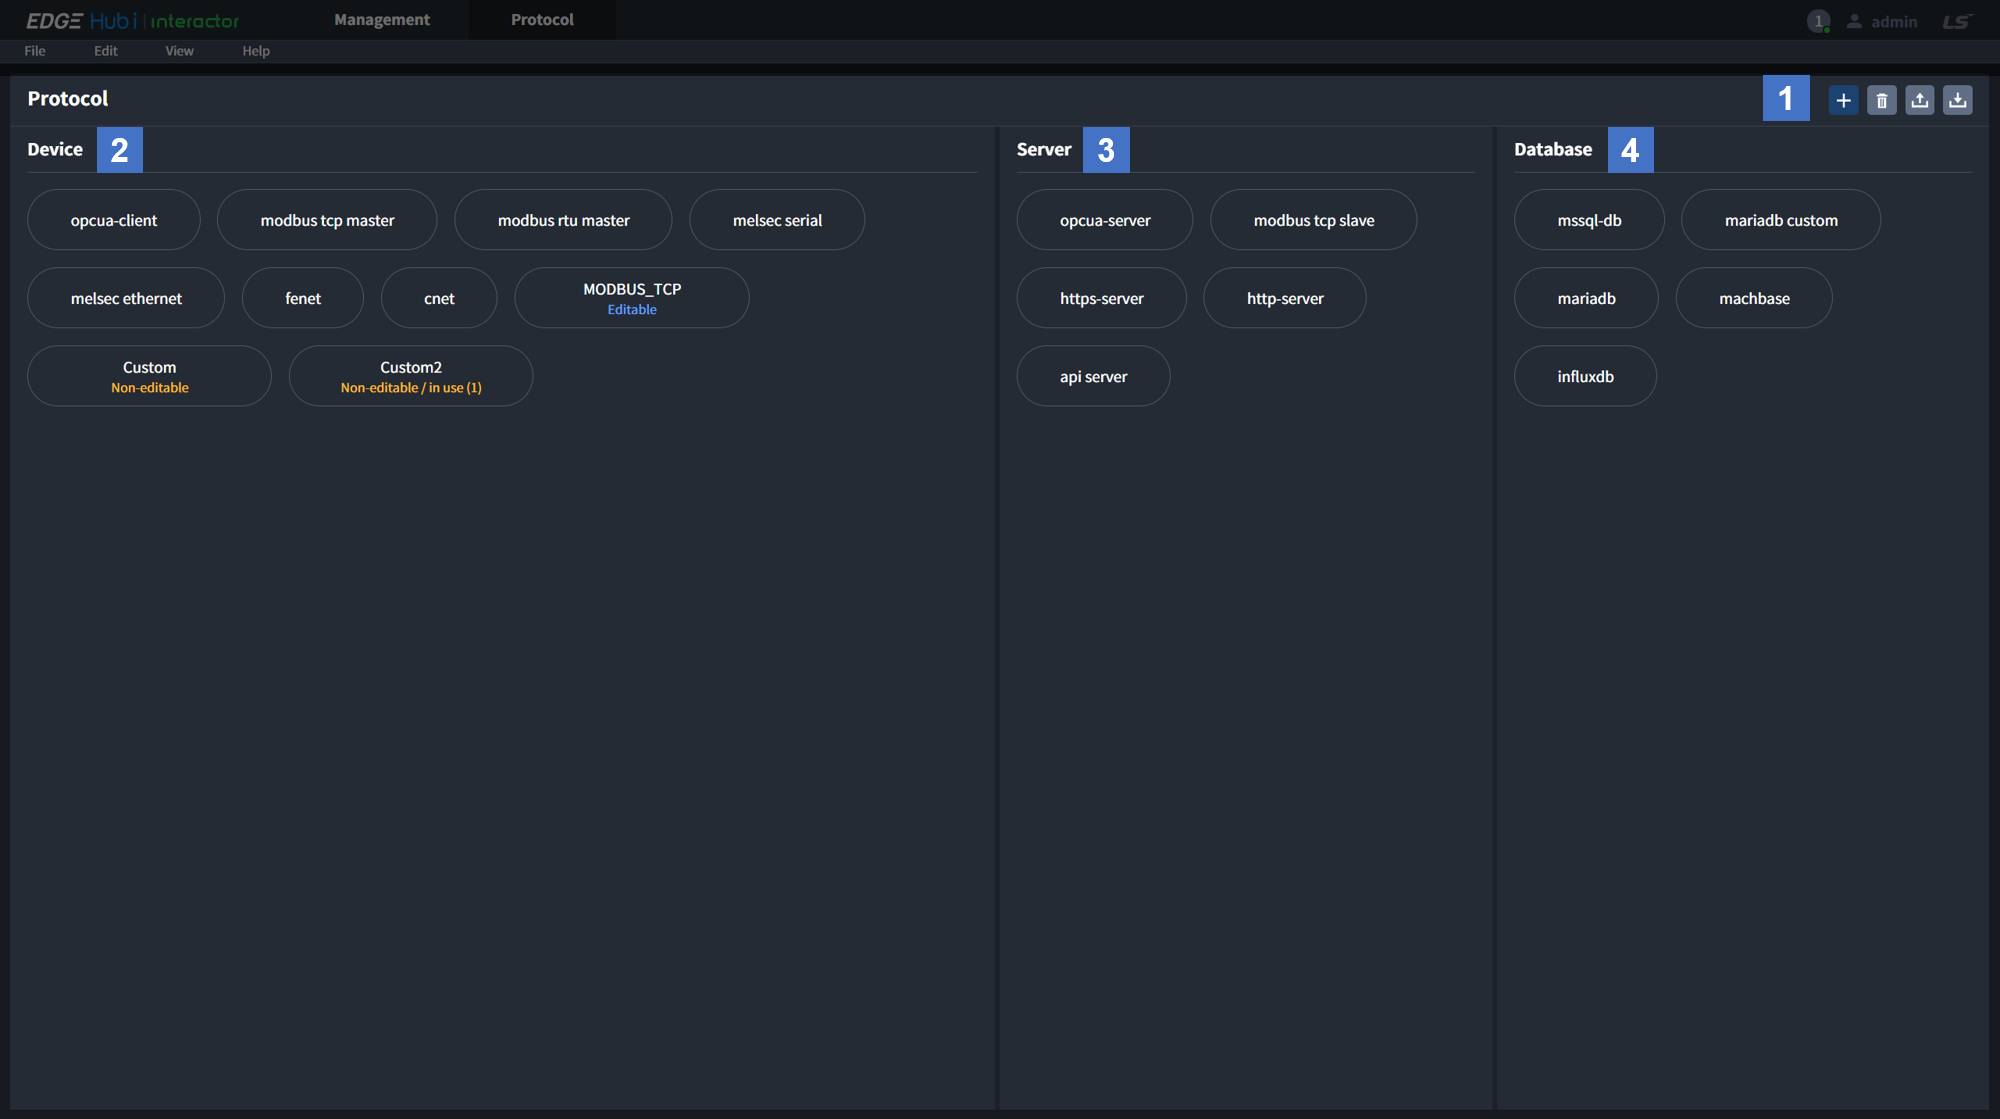 EDGE Hub i | interactor
Management
Protocol
1
admin
LS
File
Edit
View
Help
Protocol
1
Device
2
Server
3
Database
4
opcua-client
modbus tcp master
modbus rtu master
melsec serial
melsec ethernet
fenet
cnet
MODBUS_TCP
Editable
Custom
Non-editable
Custom2
Non-editable / in use (1)
opcua-server
modbus tcp slave
https-server
http-server
api server
mssql-db
mariadb custom
mariadb
machbase
influxdb